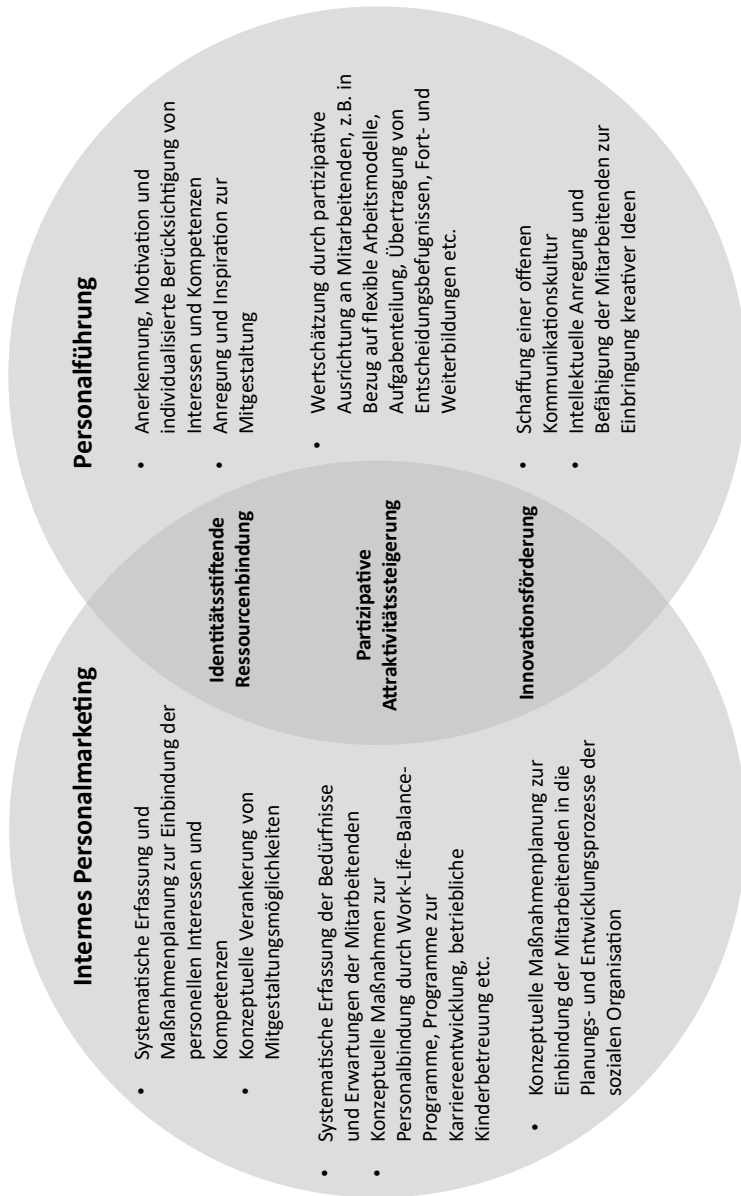 Internes Personalmarketing
• Systematische Erfassung und
Maßnahmenplanung zur Einbindung der
personellen Interessen und
Kompetenzen
• Konzeptuelle Verankerung von
Mitgestaltungsmöglichkeiten
• Systematische Erfassung der Bedürfnisse
und Erwartungen der Mitarbeitenden
• Konzeptuelle Maßnahmen zur
Personalbindung durch Work-Life-Balance-
Programme, Programme zur
Karriereentwicklung, betriebliche
Kinderbetreuung etc.
• Konzeptuelle Maßnahmenplanung zur
Einbindung der Mitarbeitenden in die
Planungs- und Entwicklungsprozesse der
sozialen Organisation
Identitätsstiftende
Ressourcenbindung
Partizipative
Attraktivitätssteigerung
Innovationsförderung
Personalführung
• Anerkennung, Motivation und
individualisierte Berücksichtigung von
Interessen und Kompetenzen
• Anregung und Inspiration zur
Mitgestaltung
• Wertschätzung durch partizipative
Ausrichtung an Mitarbeitenden, z.B. in
Bezug auf flexible Arbeitsmodelle,
Aufgabenteilung, Übertragung von
Entscheidungsbefugnissen, Fort- und
Weiterbildungen etc.
• Schaffung einer offenen
Kommunikationskultur
• Intellektuelle Anregung und
Befähigung der Mitarbeitenden zur
Einbringung kreativer Ideen